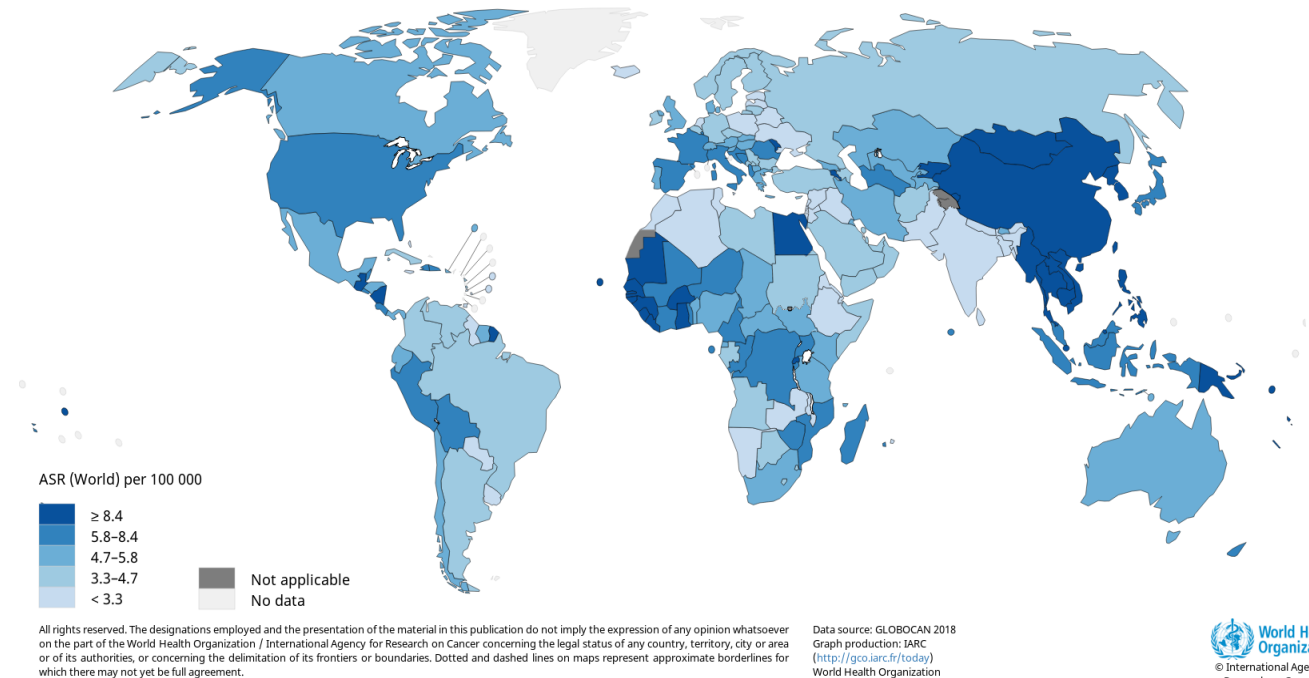 ASR (World) per 100 000
≥ 8.4
5.8–8.4
4.7–5.8
3.3–4.7
< 3.3
Not applicable
No data
All rights reserved. The designations employed and the presentation of the material in this publication do not imply the expression of any opinion whatsoever
on the part of the World Health Organization / International Agency for Research on Cancer concerning the legal status of any country, territory, city or area
or of its authorities, or concerning the delimitation of its frontiers or boundaries. Dotted and dashed lines on maps represent approximate borderlines for
which there may not yet be full agreement.
Data source: GLOBOCAN 2018
Graph production: IARC
(http://gco.iarc.fr/today)
World Health Organization
World H
Organiza
© International Age